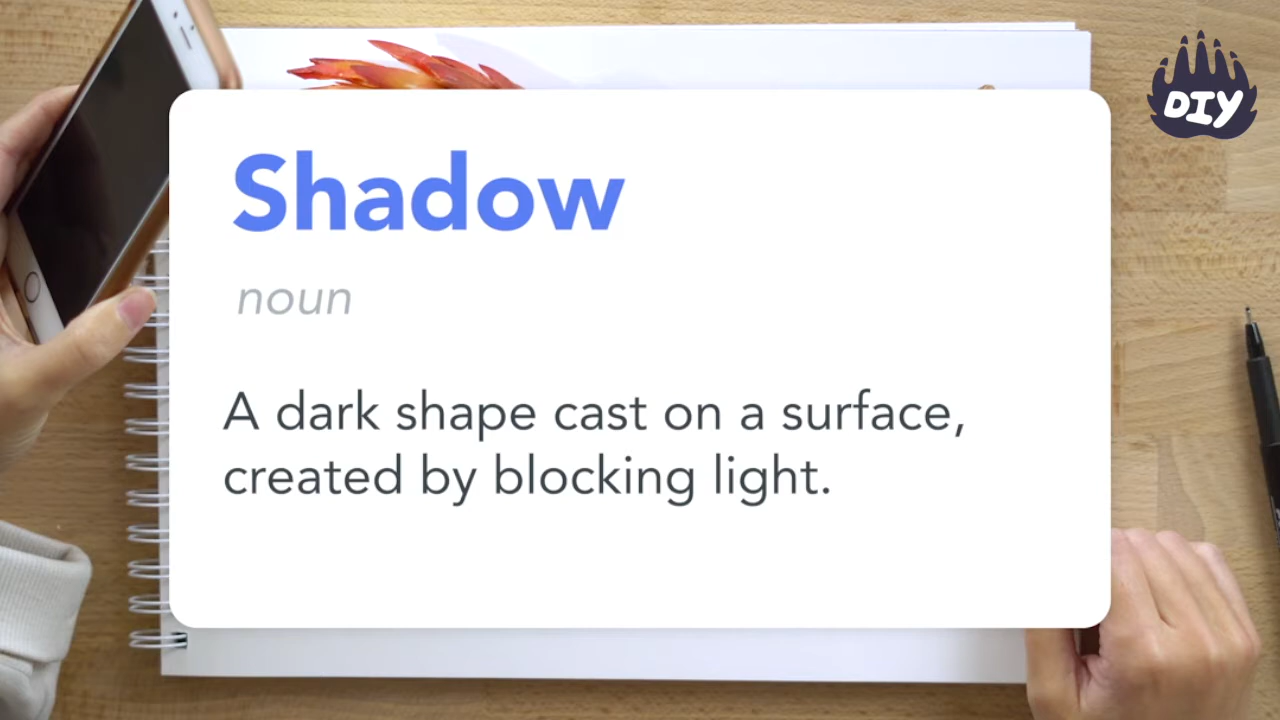 DIY
Shadow
noun
A dark shape cast on a surface,
created by blocking light.